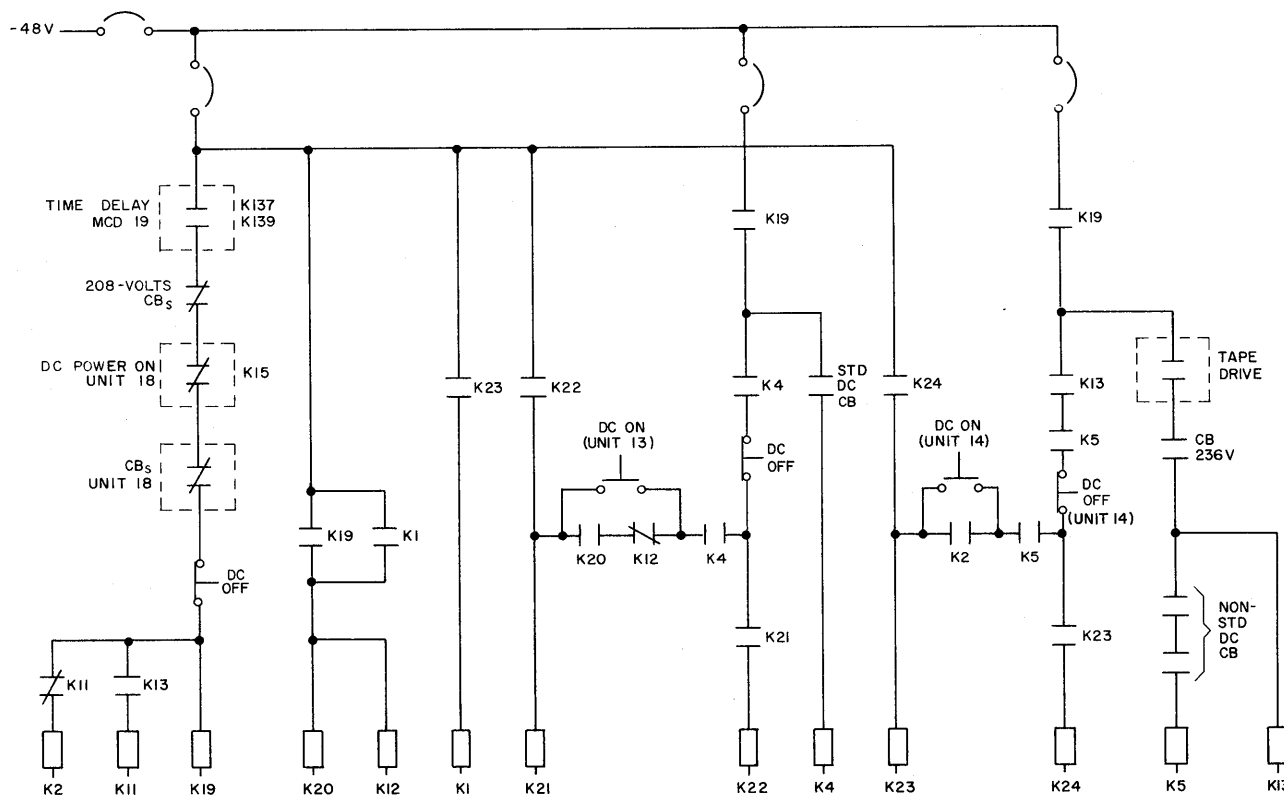 -48V
TIME DELAY
MCD 19
K137
K139
K19
K19
208-VOLTS
CBs
DC POWER ON
UNIT 18
K15
TAPE
DRIVE
K23
K22
K4
STD
DC
CB
K24
K13
DC ON
(UNIT 13)
DC ON
(UNIT 14)
K5
CB
236V
CBs
UNIT 18
DC
OFF
DC
OFF
(UNIT 14)
K19
K1
K20
K12
K4
K2
K5
DC
OFF
K21
K23
NON-
STD
DC
CB
K11
K13
K2
K11
K19
K20
K12
K1
K21
K22
K4
K23
K24
K5